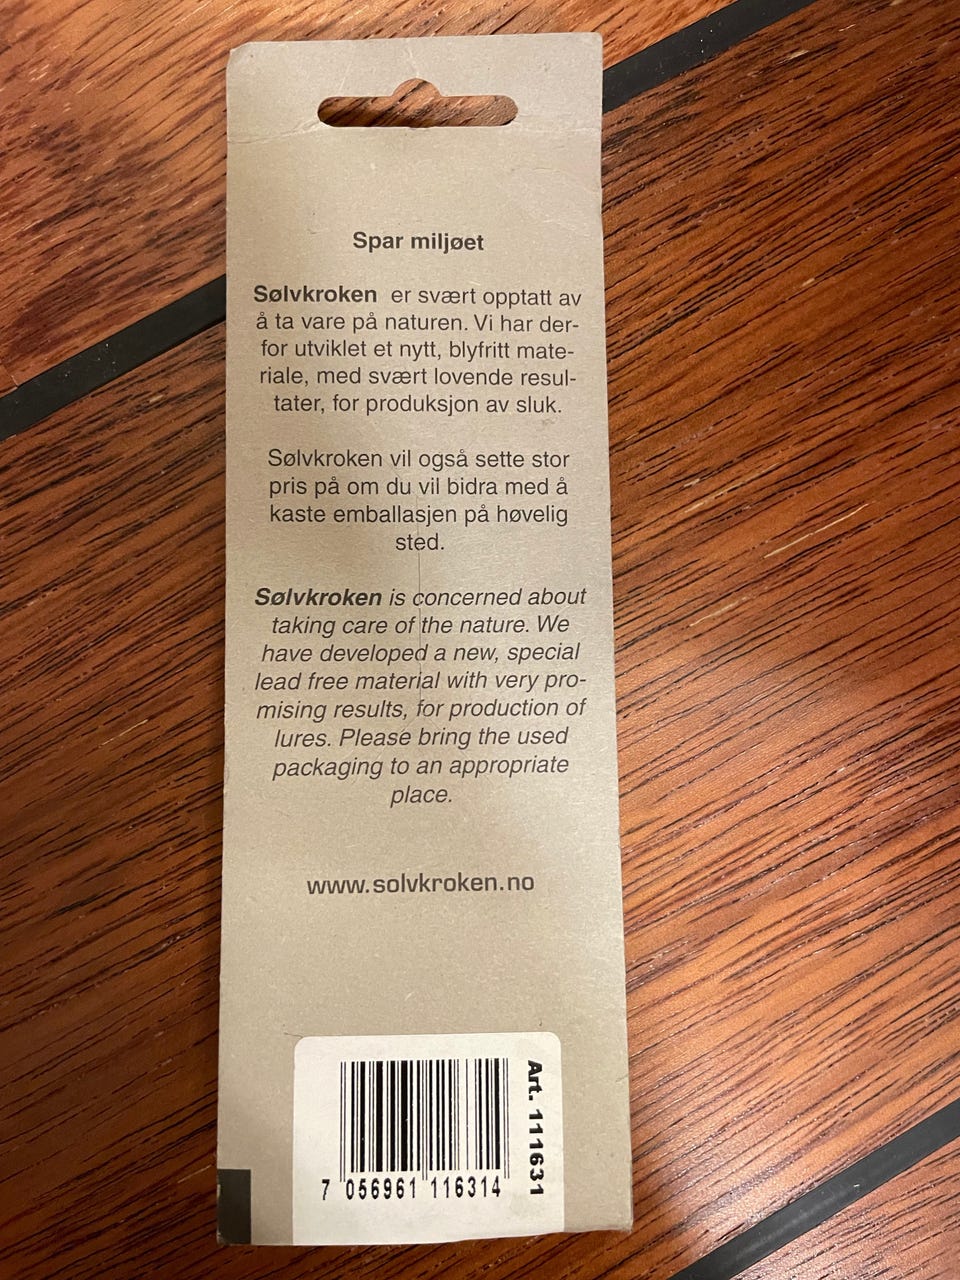 Spar miljøet
Sølvkroken er svært opptatt av
å ta vare på naturen. Vi har der-
for utviklet et nytt, blyfritt mate-
riale, med svært lovende resul-
tater, for produksjon av sluk.
Sølvkroken vil også sette stor
pris på om du vil bidra med å
kaste emballasjen på høvelig
sted.
Sølvkroken is concerned about
taking care of the nature. We
have developed a new, special
lead free material with very pro-
mising results, for production of
lures. Please bring the used
packaging to an appropriate
place.
www.solvkroken.no
Art. 111631
7 056961 116314